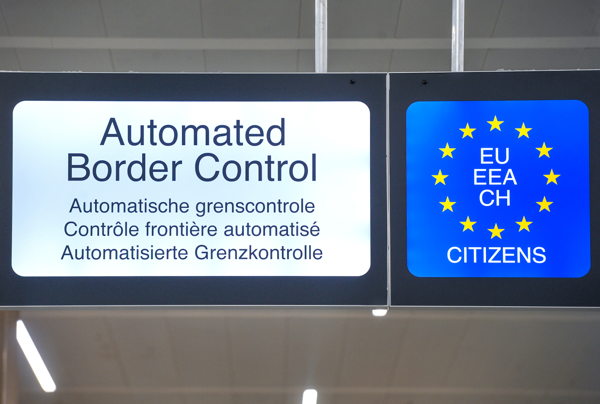 Automated
Border Control
Automatische grenscontrole
Contrôle frontière automatisé
Automatisierte Grenzkontrolle
EU
EEA
CH
CITIZENS